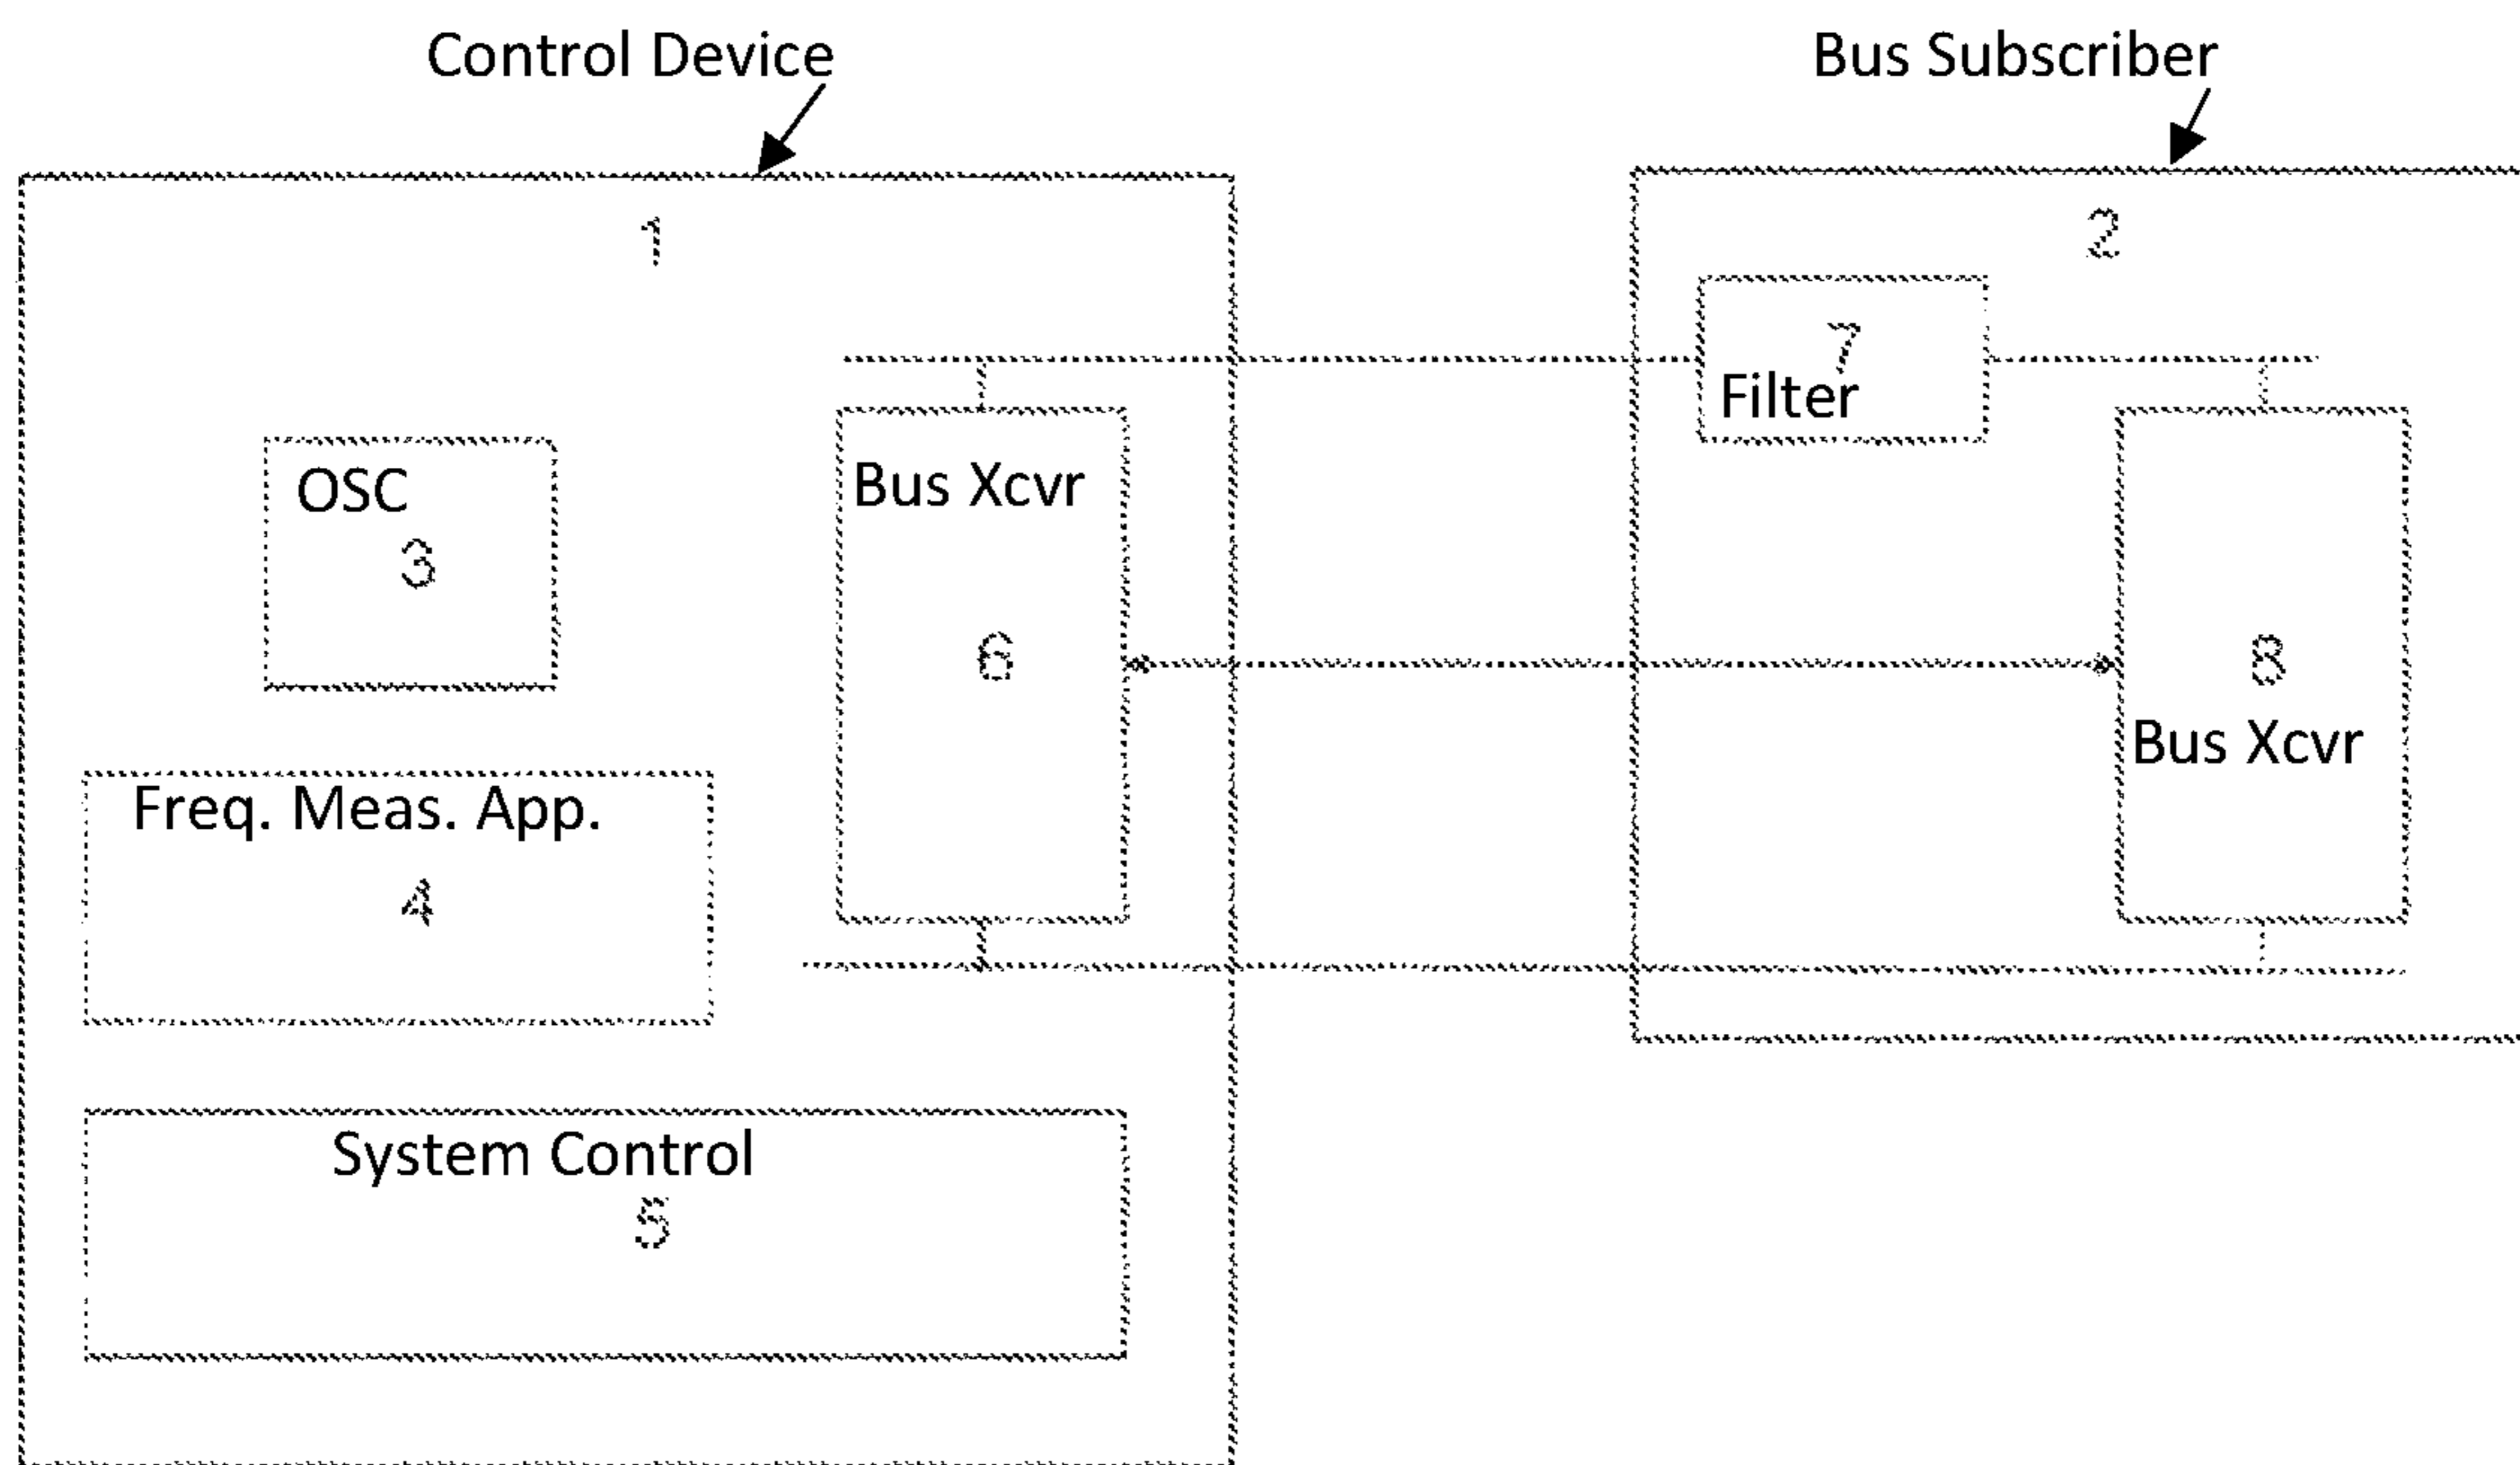 Control Device
Bus Subscriber
1
2
7
Filter
OSC
3
Bus Xcvr
6
8
Bus Xcvr
Freq. Meas. App.
4
System Control
5